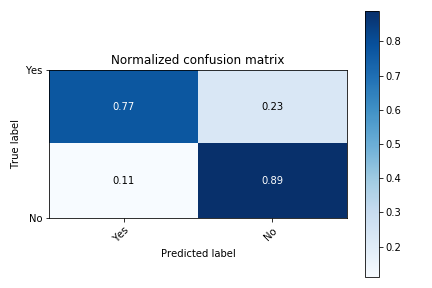 Normalized confusion matrix
Yes
0.77
0.23
0.11
0.89
No
True label
Yes
No
Predicted label
0.8
0.7
0.6
0.5
0.4
0.3
0.2